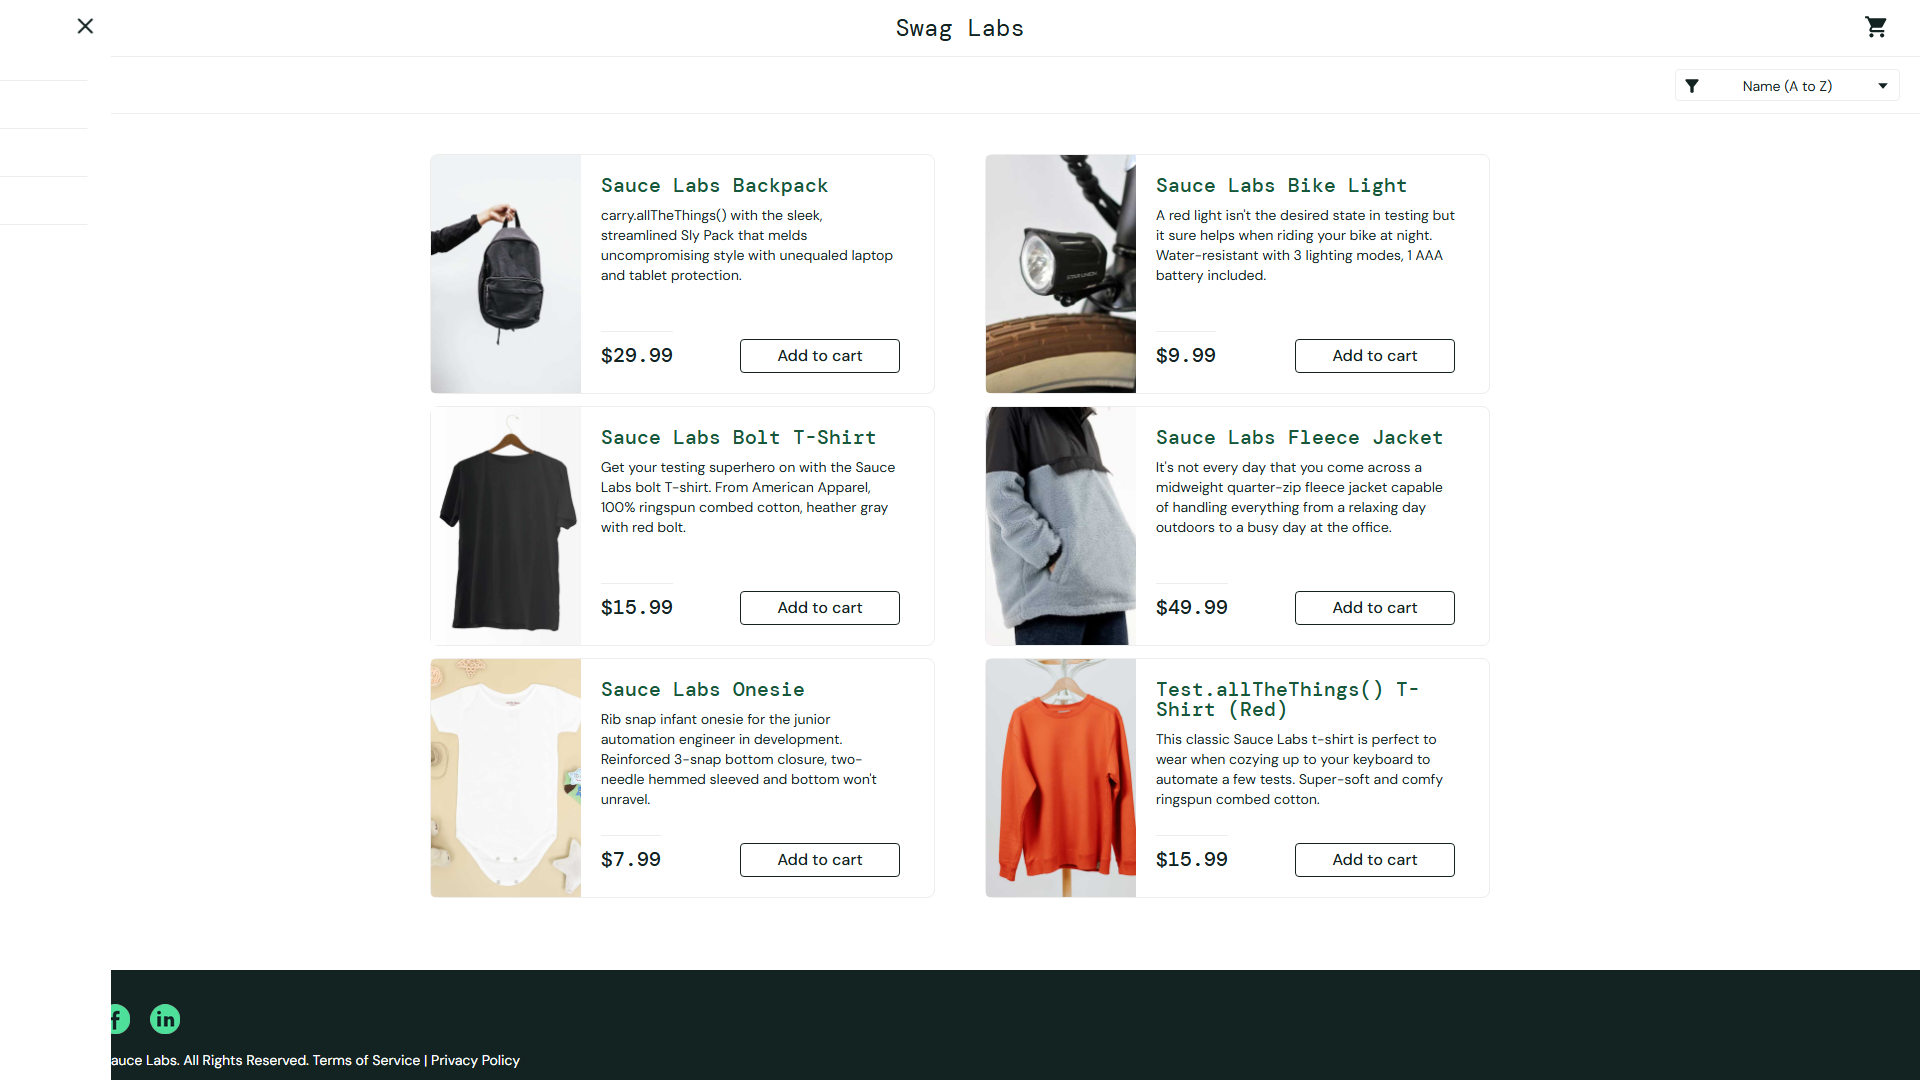 Swag Labs
Name (A to Z)
Sauce Labs Backpack
carry.allTheThings() with the sleek,
streamlined Sly Pack that melds
uncompromising style with unequaled laptop
and tablet protection.
$29.99
Add to cart
Sauce Labs Bike Light
A red light isn't the desired state in testing but
it sure helps when riding your bike at night.
Water-resistant with 3 lighting modes, 1 AAA
battery included.
$9.99
Add to cart
Sauce Labs Bolt T-Shirt
Get your testing superhero on with the Sauce
Labs bolt T-shirt. From American Apparel,
100% ringspun combed cotton, heather gray
with red bolt.
$15.99
Add to cart
Sauce Labs Fleece Jacket
It's not every day that you come across a
midweight quarter-zip fleece jacket capable
of handling everything from a relaxing day
outdoors to a busy day at the office.
$49.99
Add to cart
Sauce Labs Onesie
Rib snap infant onesie for the junior
automation engineer in development.
Reinforced 3-snap bottom closure, two-
needle hemmed sleeved and bottom won't
unravel.
$7.99
Add to cart
Test.allTheThings() T-
Shirt (Red)
This classic Sauce Labs t-shirt is perfect to
wear when cozying up to your keyboard to
automate a few tests. Super-soft and comfy
ringspun combed cotton.
$15.99
Add to cart
f in
auce Labs. All Rights Reserved. Terms of Service | Privacy Policy